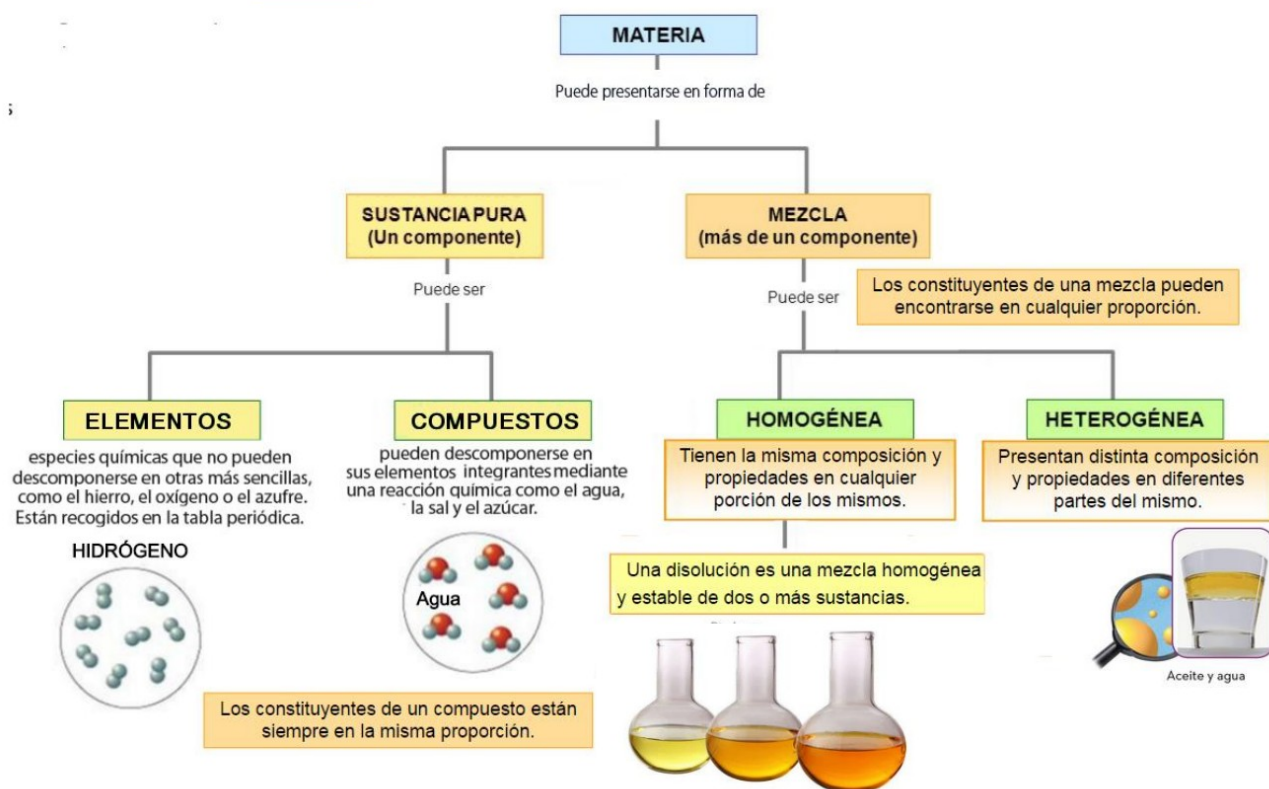 MATERIA
Puede presentarse en forma de
s
SUSTANCIA PURA
(Un componente)
MEZCLA
(más de un componente)
Puede ser
Puede ser
Los constituyentes de una mezcla pueden
encontrarse en cualquier proporción.
ELEMENTOS
especies químicas que no pueden
descomponerse en otras más sencillas,
como el hierro, el oxígeno o el azufre.
Están recogidos en la tabla periódica.
HIDRÓGENO
COMPUESTOS
pueden descomponerse en
sus elementos integrantes mediante
una reacción química como el agua,
la sal y el azúcar.
Agua
Los constituyentes de un compuesto están
siempre en la misma proporción.
HOMOGÉNEA
Tienen la misma composición y
propiedades en cualquier
porción de los mismos.
Una disolución es una mezcla homogénea
y estable de dos o más sustancias.
HETEROGÉNEA
Presentan distinta composición
y propiedades en diferentes
partes del mismo.
Aceite y agua